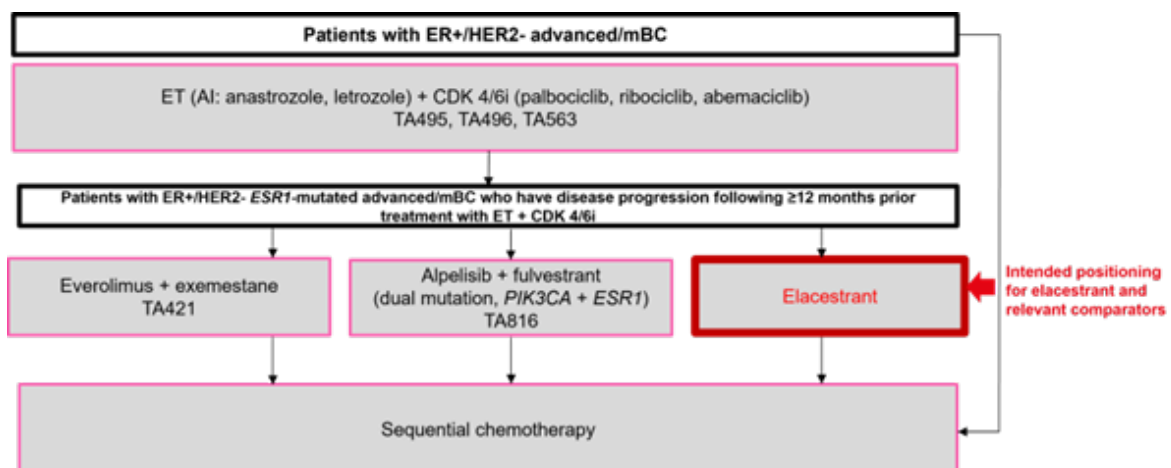 Patients with ER+/HER2- advanced/mBC
ET (AI: anastrozole, letrozole) + CDK 4/6i (palbociclib, ribociclib, abemaciclib)
TA495, TA496, TA563
Patients with ER+/HER2- ESR1-mutated advanced/mBC who have disease progression following ≥12 months prior
treatment with ET + CDK 4/6i
Everolimus + exemestane
TA421
Alpelisib + fulvestrant
(dual mutation, PIK3CA + ESR1)
TA816
Elacestrant
Intended positioning
for elacestrant and
relevant comparators
Sequential chemotherapy